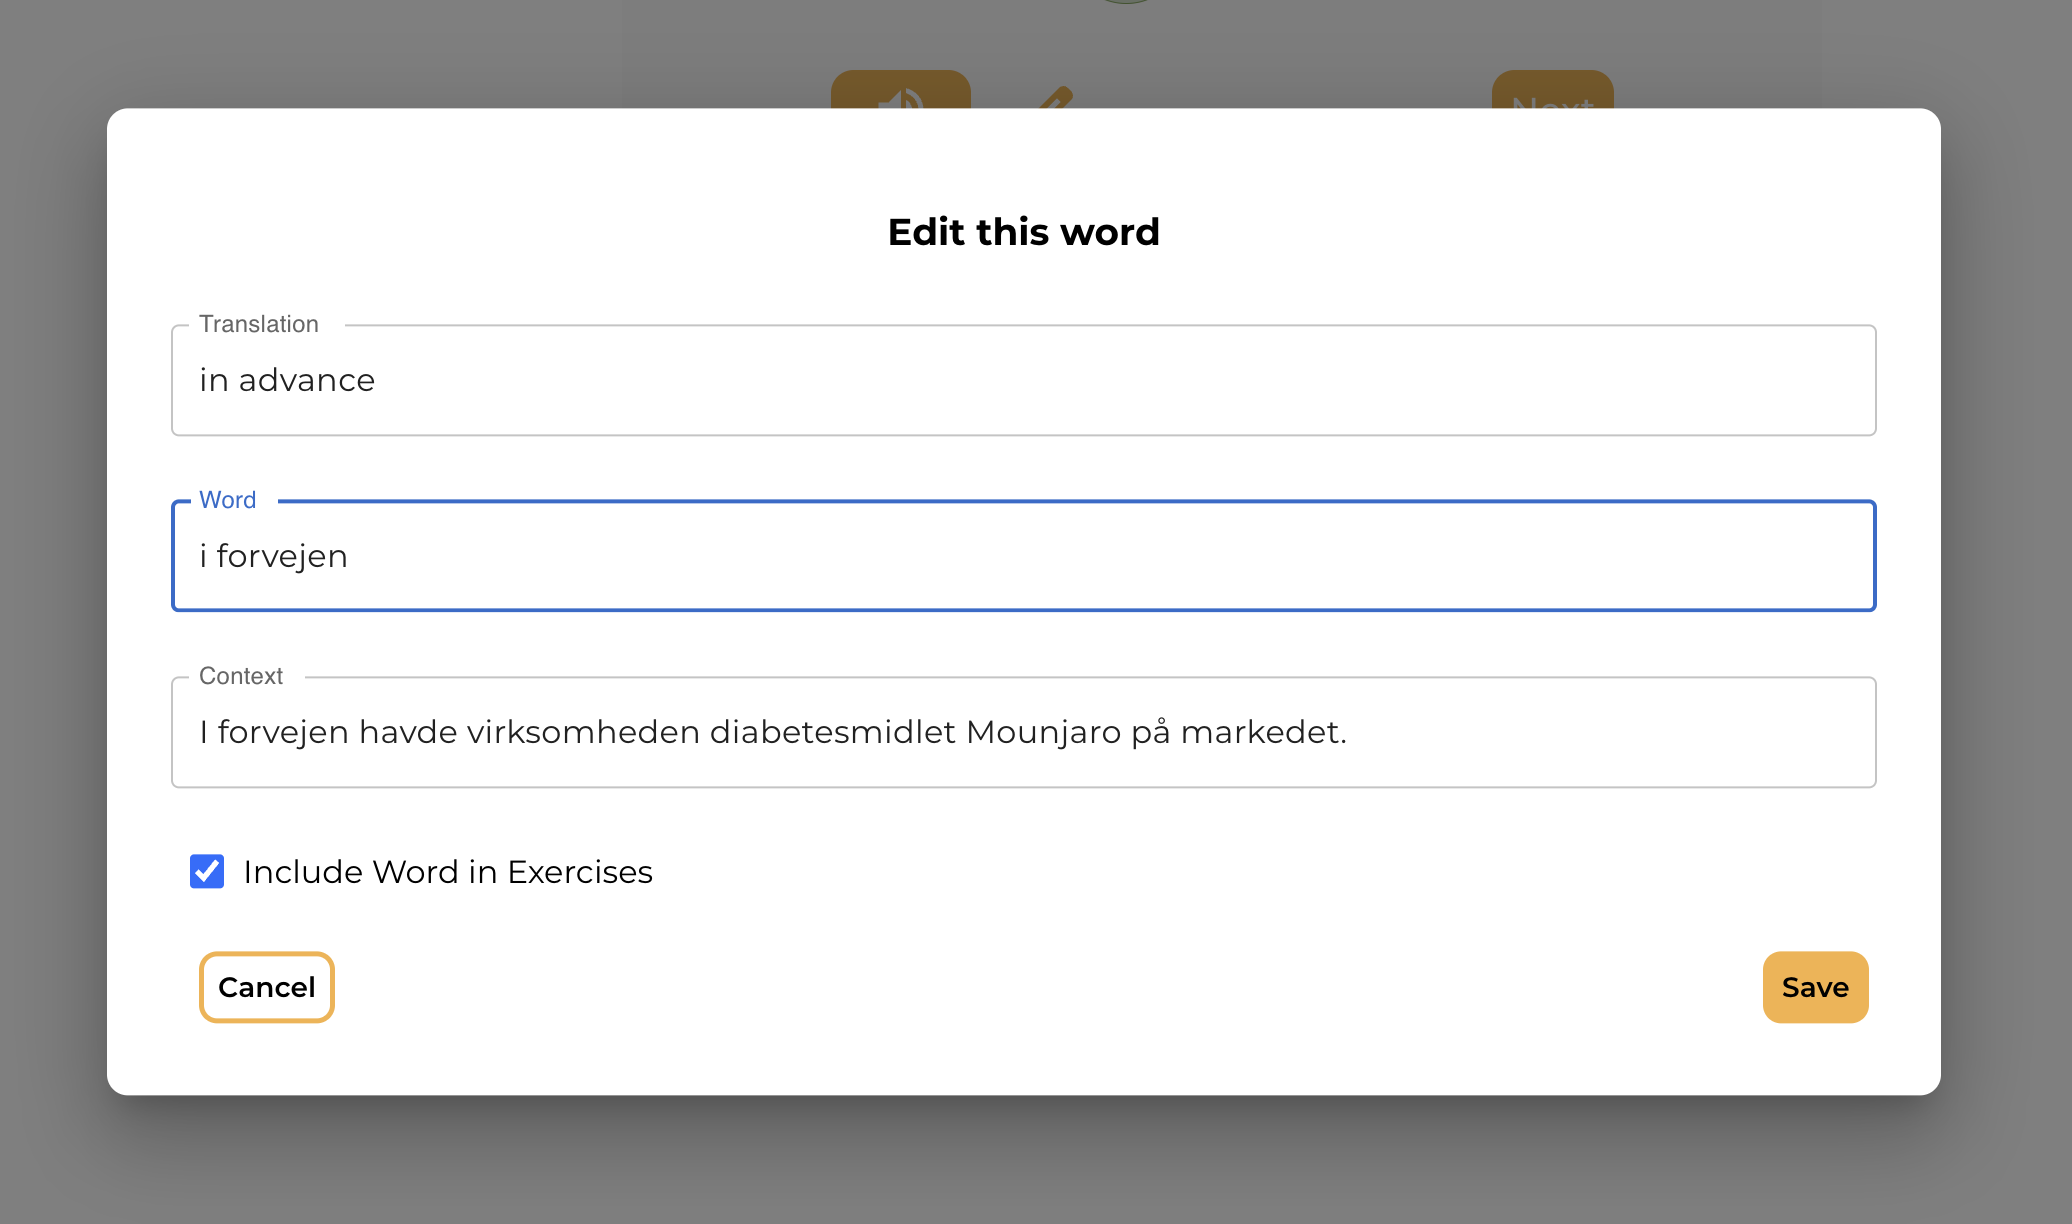 Next
Edit this word
Translation
in advance
Word
i forvejen
Context
I forvejen havde virksomheden diabetesmidlet Mounjaro på markedet.
Include Word in Exercises
Cancel
Save